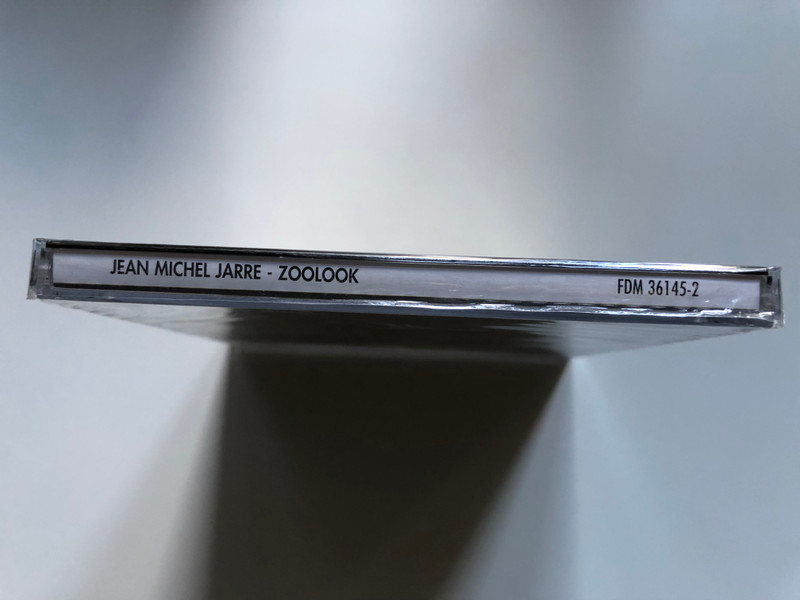 JEAN MICHEL JARRE - ZOOLOOK
FDM 36145-2